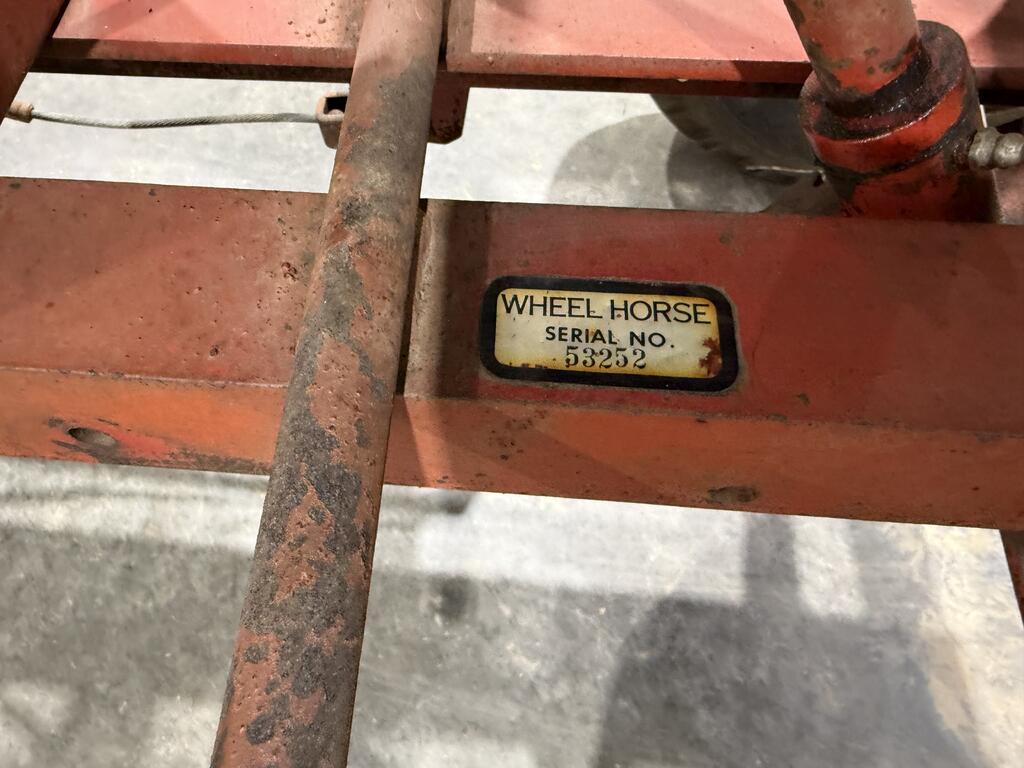 WHEEL HORSE
SERIAL NO.
53252